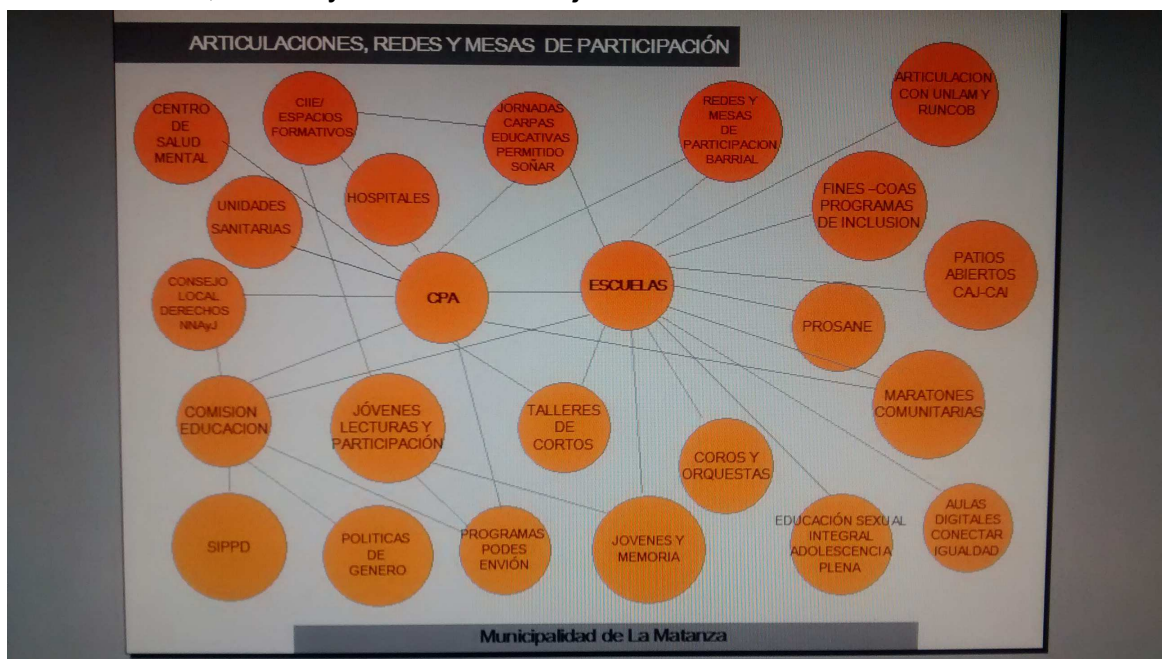 ARTICULACIONES, REDES Y MESAS DE PARTICIPACIÓN
CENTRO
DE
SALUD
MENTAL
CIIE/
ESPACIOS
FORMATIVOS
JORNADAS
CARPAS
EDUCATIVAS
PERMITIDO
SOÑAR
REDES Y
MESAS
DE
PARTICIPACION
BARRIAL
ARTICULACION
CON UNLAM Y
RUNCOB
UNIDADES
SANITARIAS
HOSPITALES
FINES –COAS
PROGRAMAS
DE INCLUSION
CONSEJO
LOCAL
DERECHOS
NNAyJ
CPA
ESCUELAS
PATIOS
ABIERTOS
CAJ-CAI
PROSANE
COMISION
EDUCACION
JÓVENES
LECTURAS Y
PARTICIPACIÓN
TALLERES
DE
CORTOS
MARATONES
COMUNITARIAS
COROS Y
ORQUESTAS
SIPPD
POLITICAS
DE
GENERO
PROGRAMAS
PODES
ENVIÓN
JOVENES Y
MEMORIA
EDUCACIÓN SEXUAL
INTEGRAL
ADOLESCENCIA
PLENA
AULAS
DIGITALES
CONECTAR
IGUALDAD
Municipalidad de La Matanza